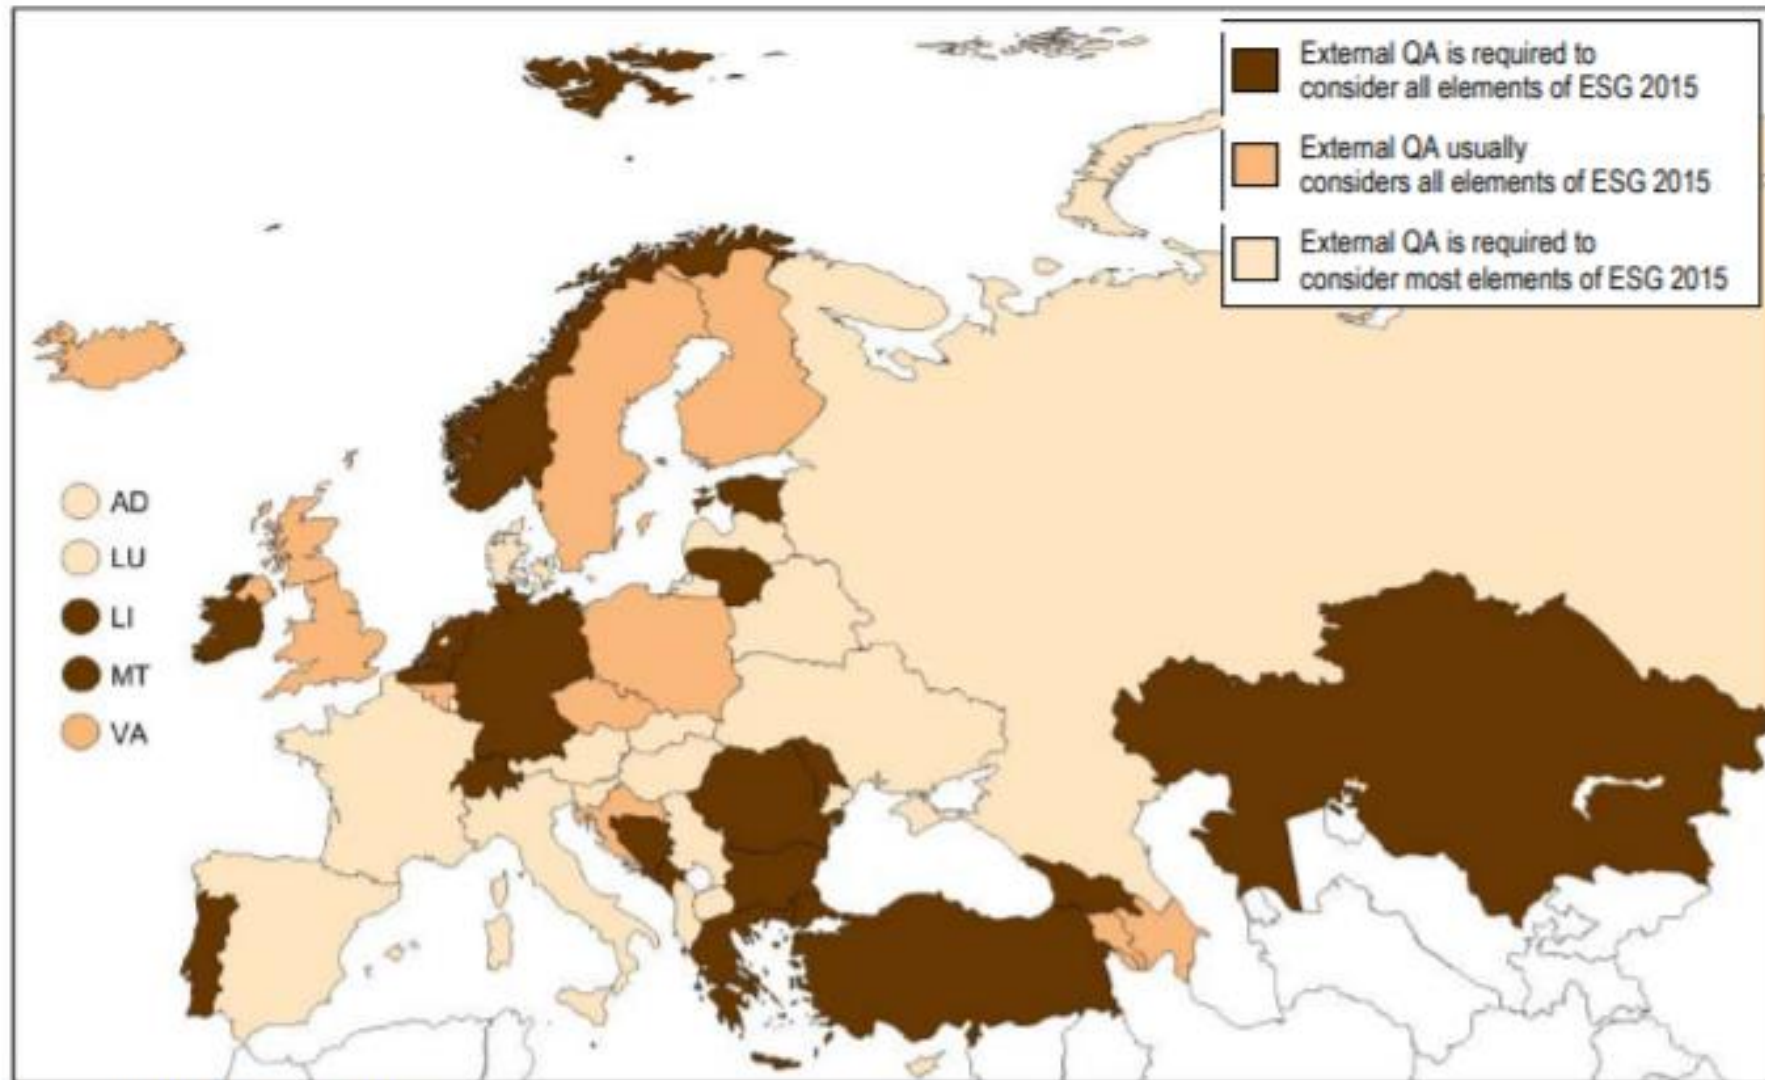 External QA is required to
consider all elements of ESG 2015
External QA usually
considers all elements of ESG 2015
External QA is required to
consider most elements of ESG 2015
AD
LU
LI
MT
VA